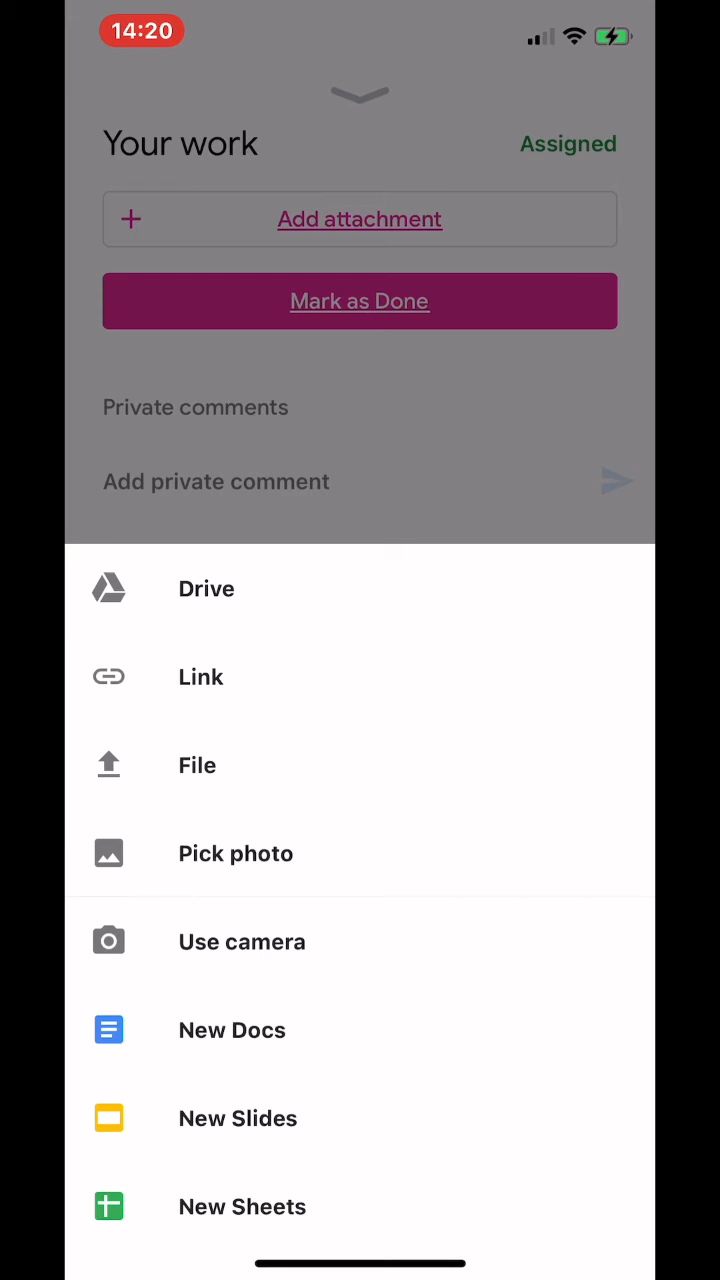 14:20
Your work
Assigned
Add attachment
Mark as Done
Private comments
Add private comment
Drive
Link
File
Pick photo
Use camera
New Docs
New Slides
New Sheets